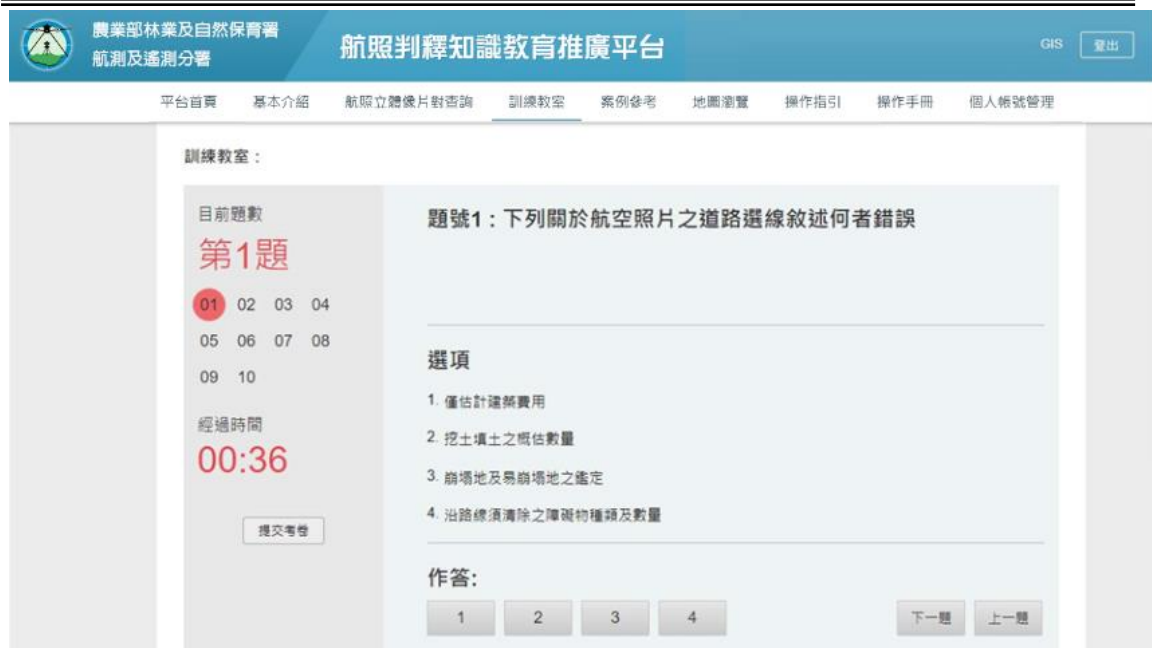 農業部林業及自然保育署
航測及遙測分署
航照判釋知識教育推廣平台
GIS
登出
平台首頁 基本介紹 航照立體像片對查詢 訓練教室 案例參考 地圖瀏覽 操作指引 操作手冊 個人帳號管理
訓練教室：
目前題數
第1題
01 02 03 04
05 06 07 08
09 10
經過時間
00:36
提交考卷
題號1：下列關於航空照片之道路選線敘述何者錯誤
選項
1. 僅估計建築費用
2. 挖土填土之概估數量
3. 崩塌地及易崩塌地之鑑定
4. 沿路線須清除之障礙物種類及數量
作答:
1 2 3 4
下一題 上一題